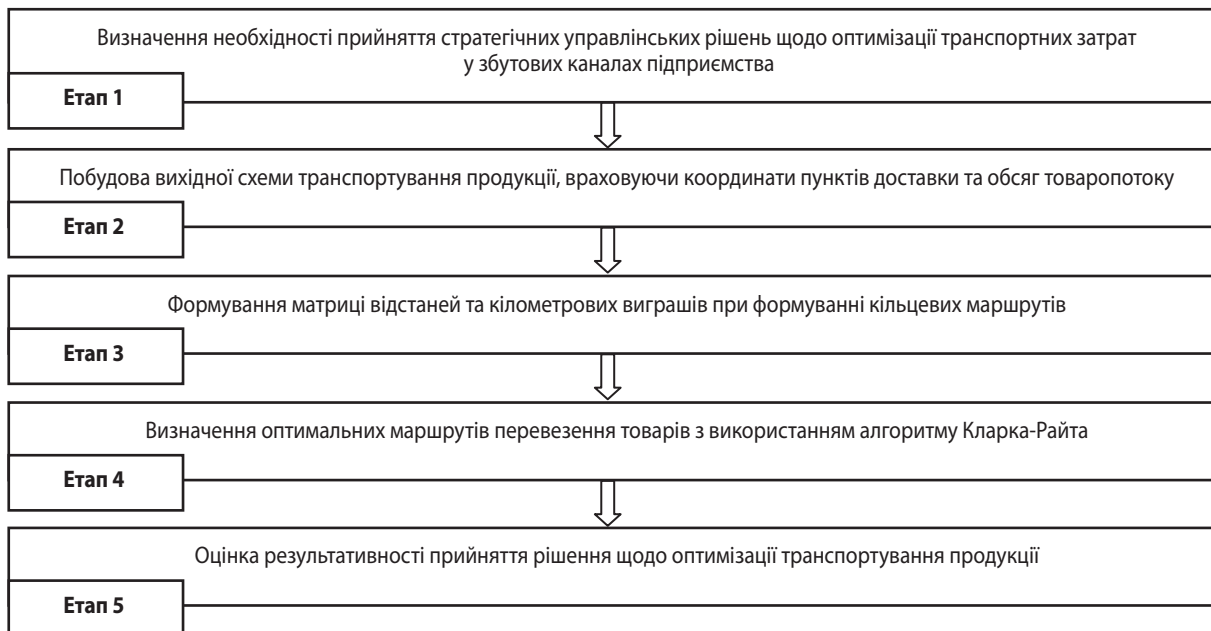 Визначення необхідності прийняття стратегічних управлінських рішень щодо оптимізації транспортних затрат
у збутових каналах підприємства
Етап 1
Побудова вихідної схеми транспортування продукції, враховуючи координати пунктів доставки та обсяг товаропотоку
Етап 2
Формування матриці відстаней та кілометрових виграшів при формуванні кільцевих маршрутів
Етап 3
Визначення оптимальних маршрутів перевезення товарів з використанням алгоритму Кларка-Райта
Етап 4
Оцінка результативності прийняття рішення щодо оптимізації транспортування продукції
Етап 5